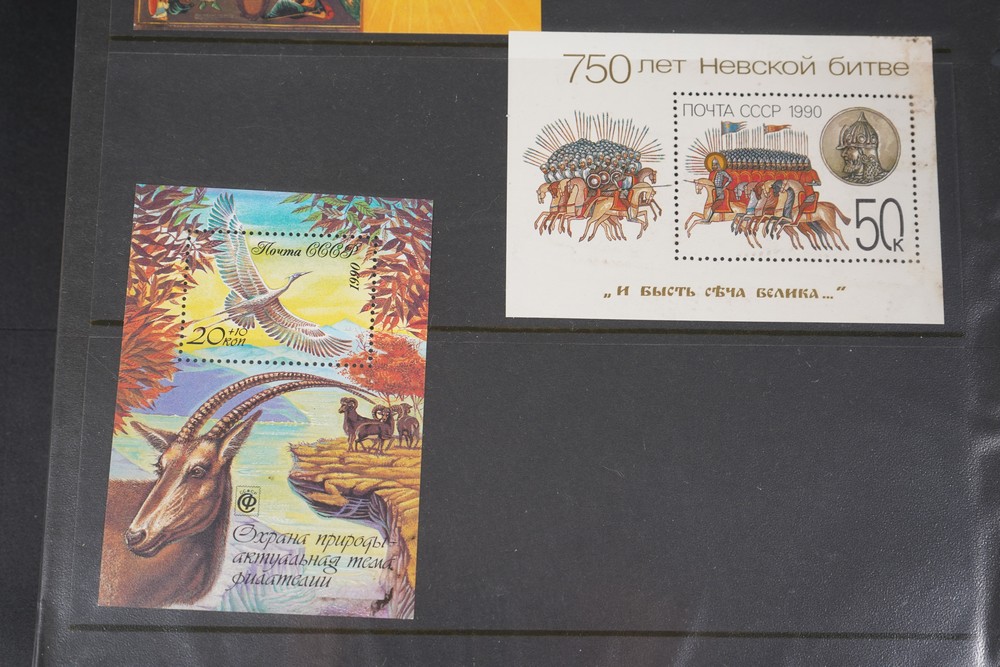 750 лет Невской битве
ПОЧТА СССР 1990
50к
„И БЫСТЬ СѢЧА ВЕЛИКА..."
Почта СССР
1990
20+10
коп
Охрана природы-
актуальная тема
филателии